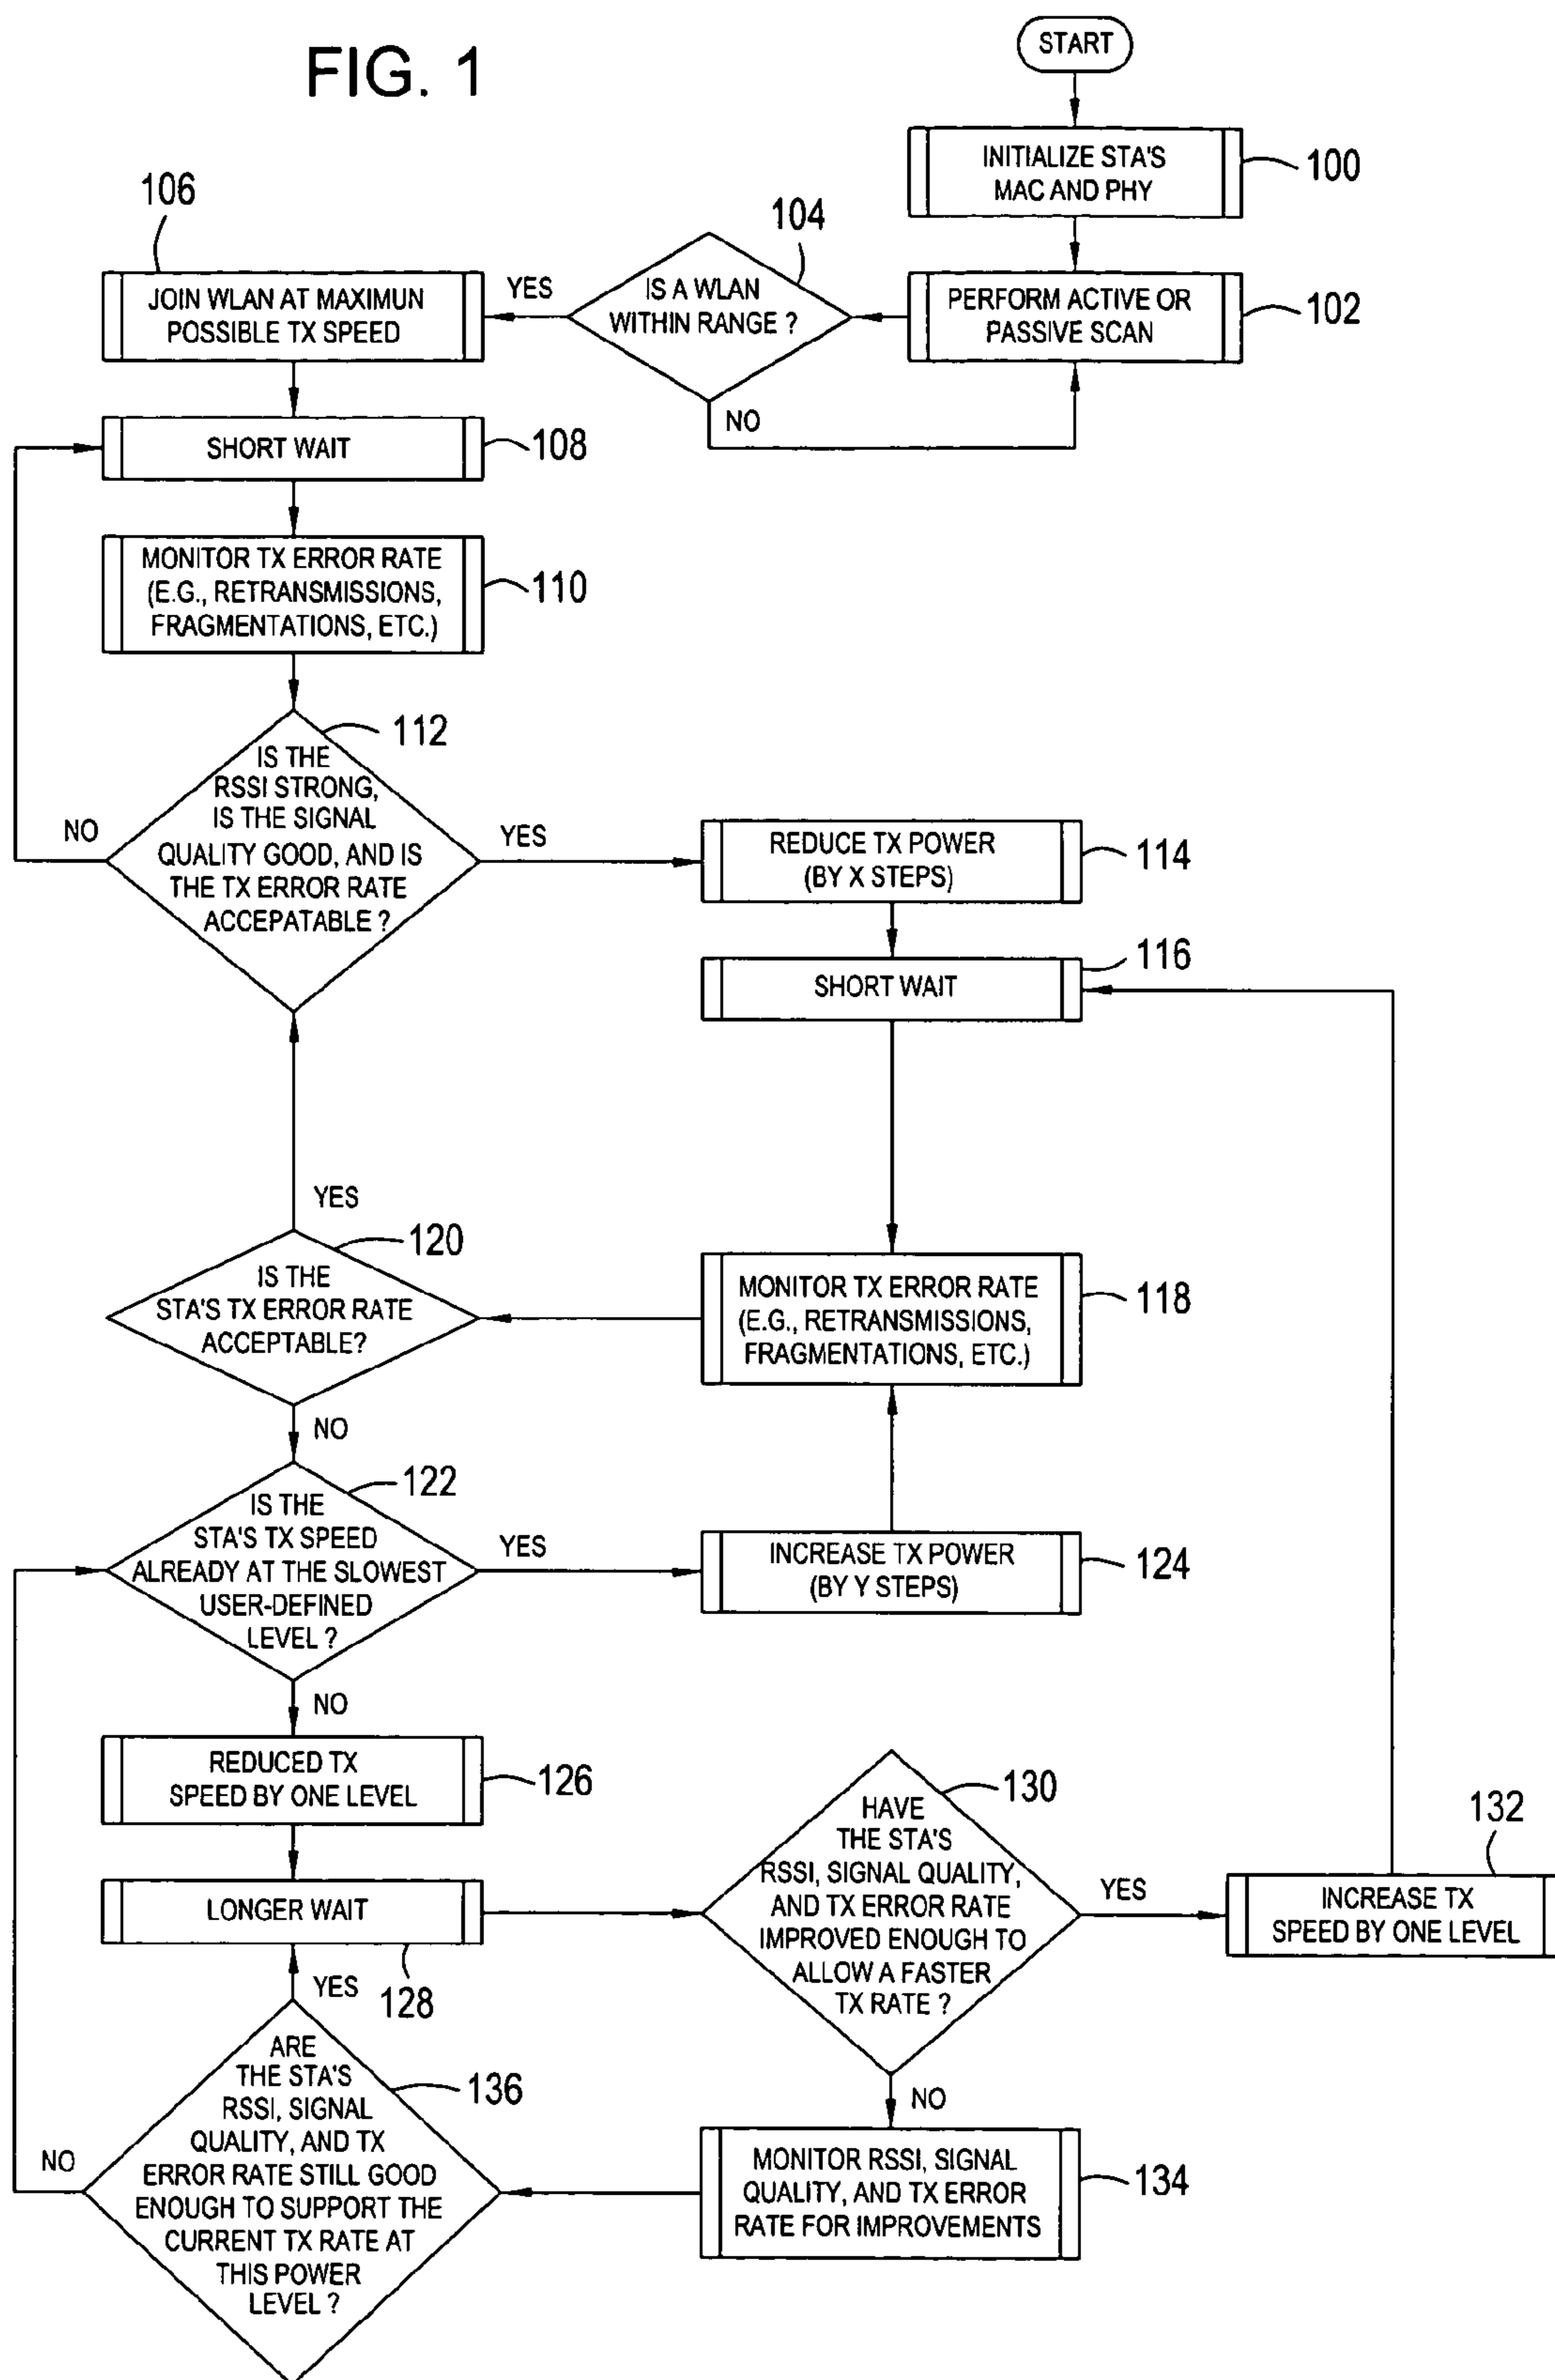 FIG. 1
START
INITIALIZE STA'S
MAC AND PHY
100
PERFORM ACTIVE OR
PASSIVE SCAN
102
IS A WLAN
WITHIN RANGE ?
104
YES
NO
JOIN WLAN AT MAXIMUN
POSSIBLE TX SPEED
106
SHORT WAIT
108
MONITOR TX ERROR RATE
(E.G., RETRANSMISSIONS,
FRAGMENTATIONS, ETC.)
110
IS THE
RSSI STRONG,
IS THE SIGNAL
QUALITY GOOD, AND IS
THE TX ERROR RATE
ACCEPATABLE ?
112
NO
YES
REDUCE TX POWER
(BY X STEPS)
114
SHORT WAIT
116
MONITOR TX ERROR RATE
(E.G., RETRANSMISSIONS,
FRAGMENTATIONS, ETC.)
118
YES
IS THE
STA'S TX ERROR RATE
ACCEPTABLE?
120
NO
IS THE
STA'S TX SPEED
ALREADY AT THE SLOWEST
USER-DEFINED
LEVEL ?
122
YES
INCREASE TX POWER
(BY Y STEPS)
124
NO
REDUCED TX
SPEED BY ONE LEVEL
126
LONGER WAIT
128
HAVE
THE STA'S
RSSI, SIGNAL QUALITY,
AND TX ERROR RATE
IMPROVED ENOUGH TO
ALLOW A FASTER
TX RATE ?
130
YES
INCREASE TX
SPEED BY ONE LEVEL
132
NO
MONITOR RSSI, SIGNAL
QUALITY, AND TX ERROR
RATE FOR IMPROVEMENTS
134
YES
ARE
THE STA'S
RSSI, SIGNAL
QUALITY, AND TX
ERROR RATE STILL GOOD
ENOUGH TO SUPPORT THE
CURRENT TX RATE AT
THIS POWER
LEVEL ?
136
NO